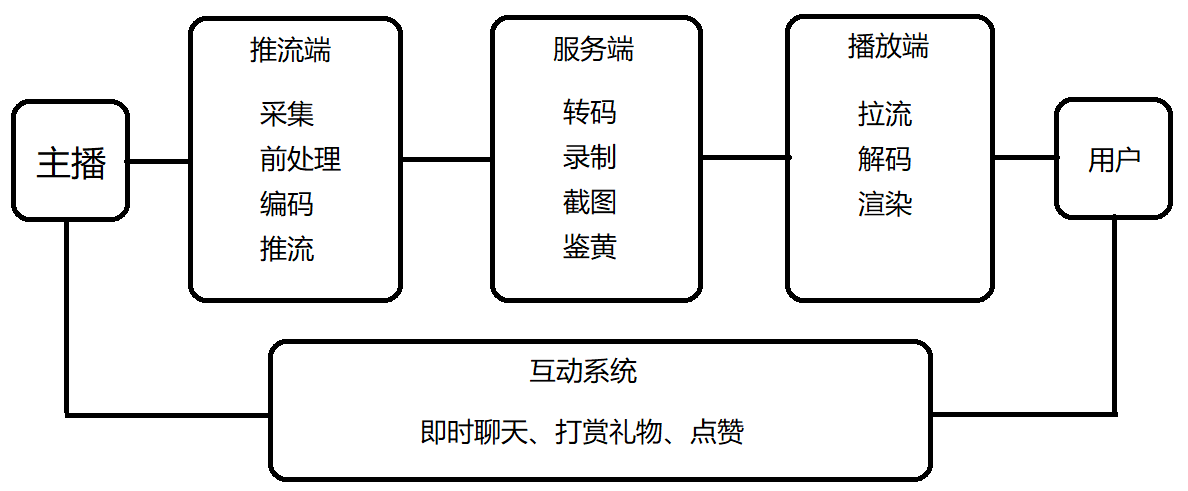 主播
推流端
采集
前处理
编码
推流
服务端
转码
录制
截图
鉴黄
播放端
拉流
解码
渲染
用户
互动系统
即时聊天、打赏礼物、点赞